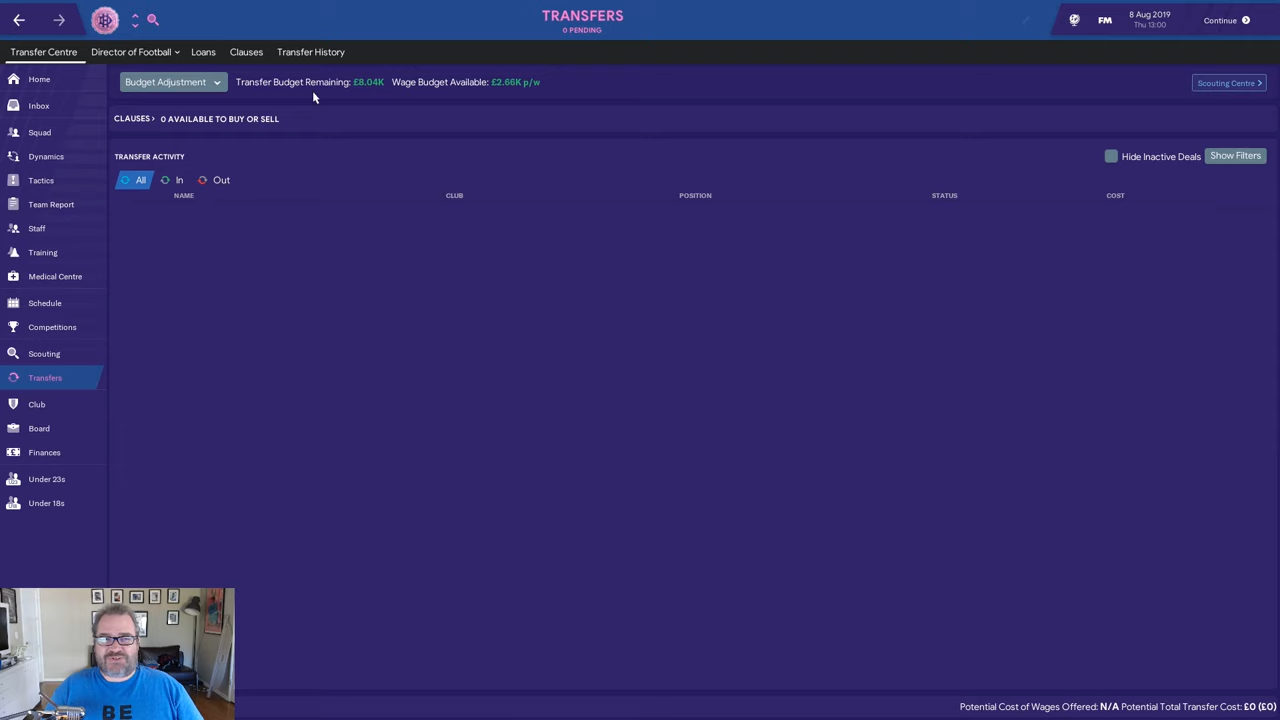 TRANSFERS
0 PENDING
FM
8 Aug 2019
Thu 13:00
Continue
Transfer Centre
Director of Football
Loans
Clauses
Transfer History
Home
Inbox
Squad
Dynamics
Tactics
Team Report
Staff
Training
Medical Centre
Schedule
Competitions
Scouting
Transfers
Club
Board
Finances
Under 23s
Under 18s
Budget Adjustment
Transfer Budget Remaining: £8.04K
Wage Budget Available: £2.66K p/w
Scouting Centre >
CLAUSES > 0 AVAILABLE TO BUY OR SELL
TRANSFER ACTIVITY
Hide Inactive Deals
Show Filters
All
In
Out
NAME
CLUB
POSITION
STATUS
COST
BE
Potential Cost of Wages Offered: N/A Potential Total Transfer Cost: £0 (£0)